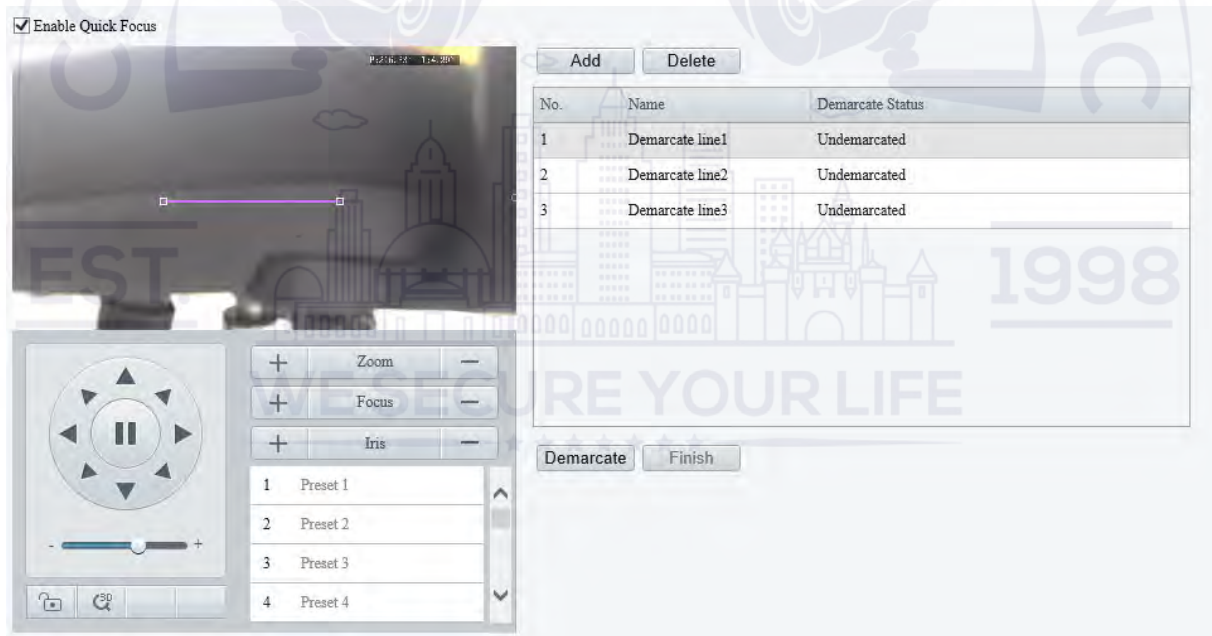 Enable Quick Focus
Add
Delete
No. Name Demarcate Status
1 Demarcate line1 Undemarcated
2 Demarcate line2 Undemarcated
3 Demarcate line3 Undemarcated
EST.
1998
WE SECURE YOUR LIFE
+ Zoom −
+ Focus −
+ Iris −
Demarcate
Finish
1 Preset 1
2 Preset 2
3 Preset 3
4 Preset 4
- +
3D